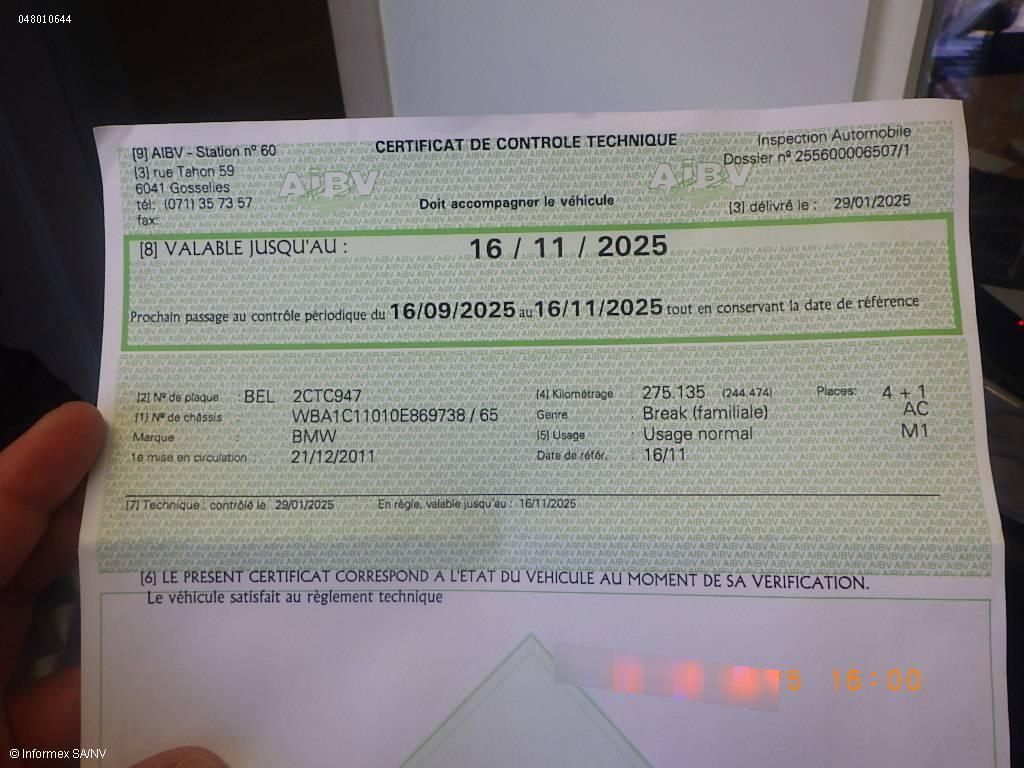 048010644
[9] AIBV - Station n° 60
[3] rue Tahon 59
6041 Gosselies
tél: (071) 35 73 57
fax:
AIBV
CERTIFICAT DE CONTROLE TECHNIQUE
Doit accompagner le véhicule
AIBV
Inspection Automobile
Dossier n° 255600006507/1
[3] délivré le : 29/01/2025
[8] VALABLE JUSQU'AU : 16 / 11 / 2025
Prochain passage au contrôle périodique du 16/09/2025 au 16/11/2025 tout en conservant la date de référence
[2] N° de plaque : BEL 2CTC947
[1] N° de châssis : WBA1C11010E869738 / 65
Marque : BMW
1e mise en circulation : 21/12/2011
[4] Kilométrage : 275.135 (244.474) Places: 4 + 1
Genre : Break (familiale) AC
[5] Usage : Usage normal M1
Date de référ. : 16/11
[7] Technique : contrôlé le 29/01/2025 En règle, valable jusqu'au : 16/11/2025
[6] LE PRESENT CERTIFICAT CORRESPOND A L'ETAT DU VEHICULE AU MOMENT DE SA VERIFICATION.
Le véhicule satisfait au règlement technique
5 16:00
© Informex SA/NV